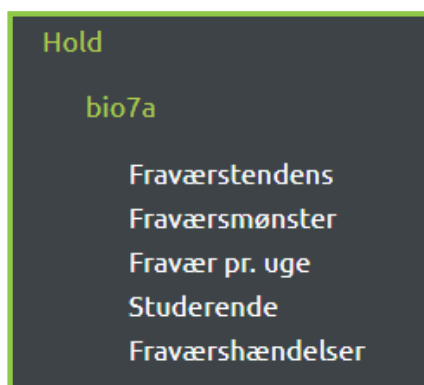 Hold
bio7a
Fraværstendens
Fraværsmønster
Fravær pr. uge
Studerende
Fraværshændelser